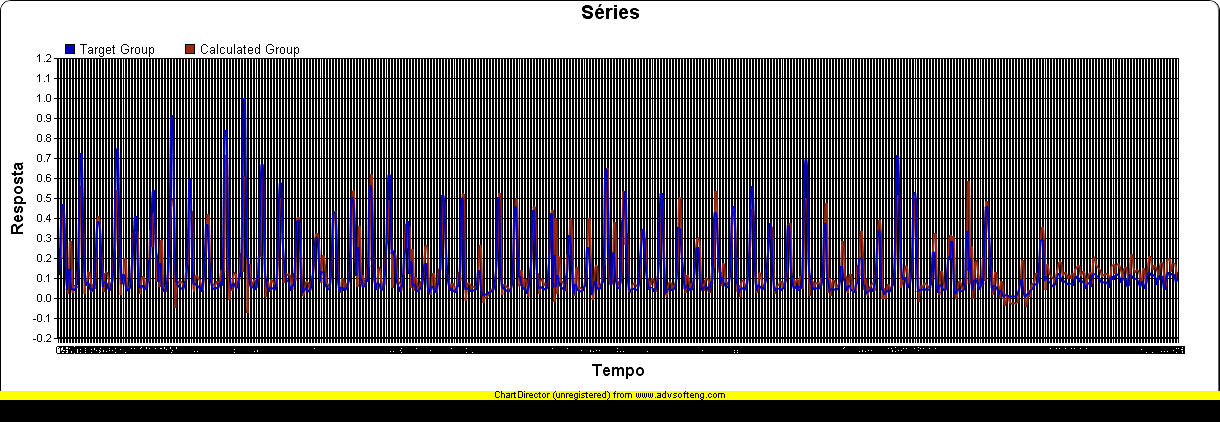 Séries
Target Group
Calculated Group
1.2
1.1
1.0
0.9
0.8
0.7
0.6
0.5
0.4
0.3
0.2
0.1
0.0
-0.1
-0.2
Resposta
Tempo
ChartDirector (unregistered) from www.advsofteng.com